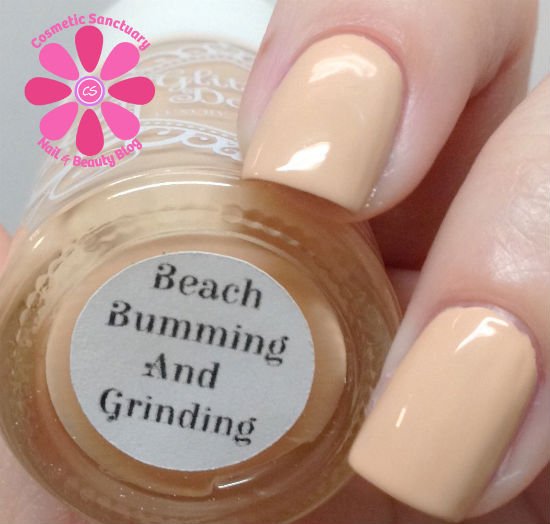 Cosmetic Sanctuary
CS
Nail & Beauty Blog
Beach
Bumming
And
Grinding